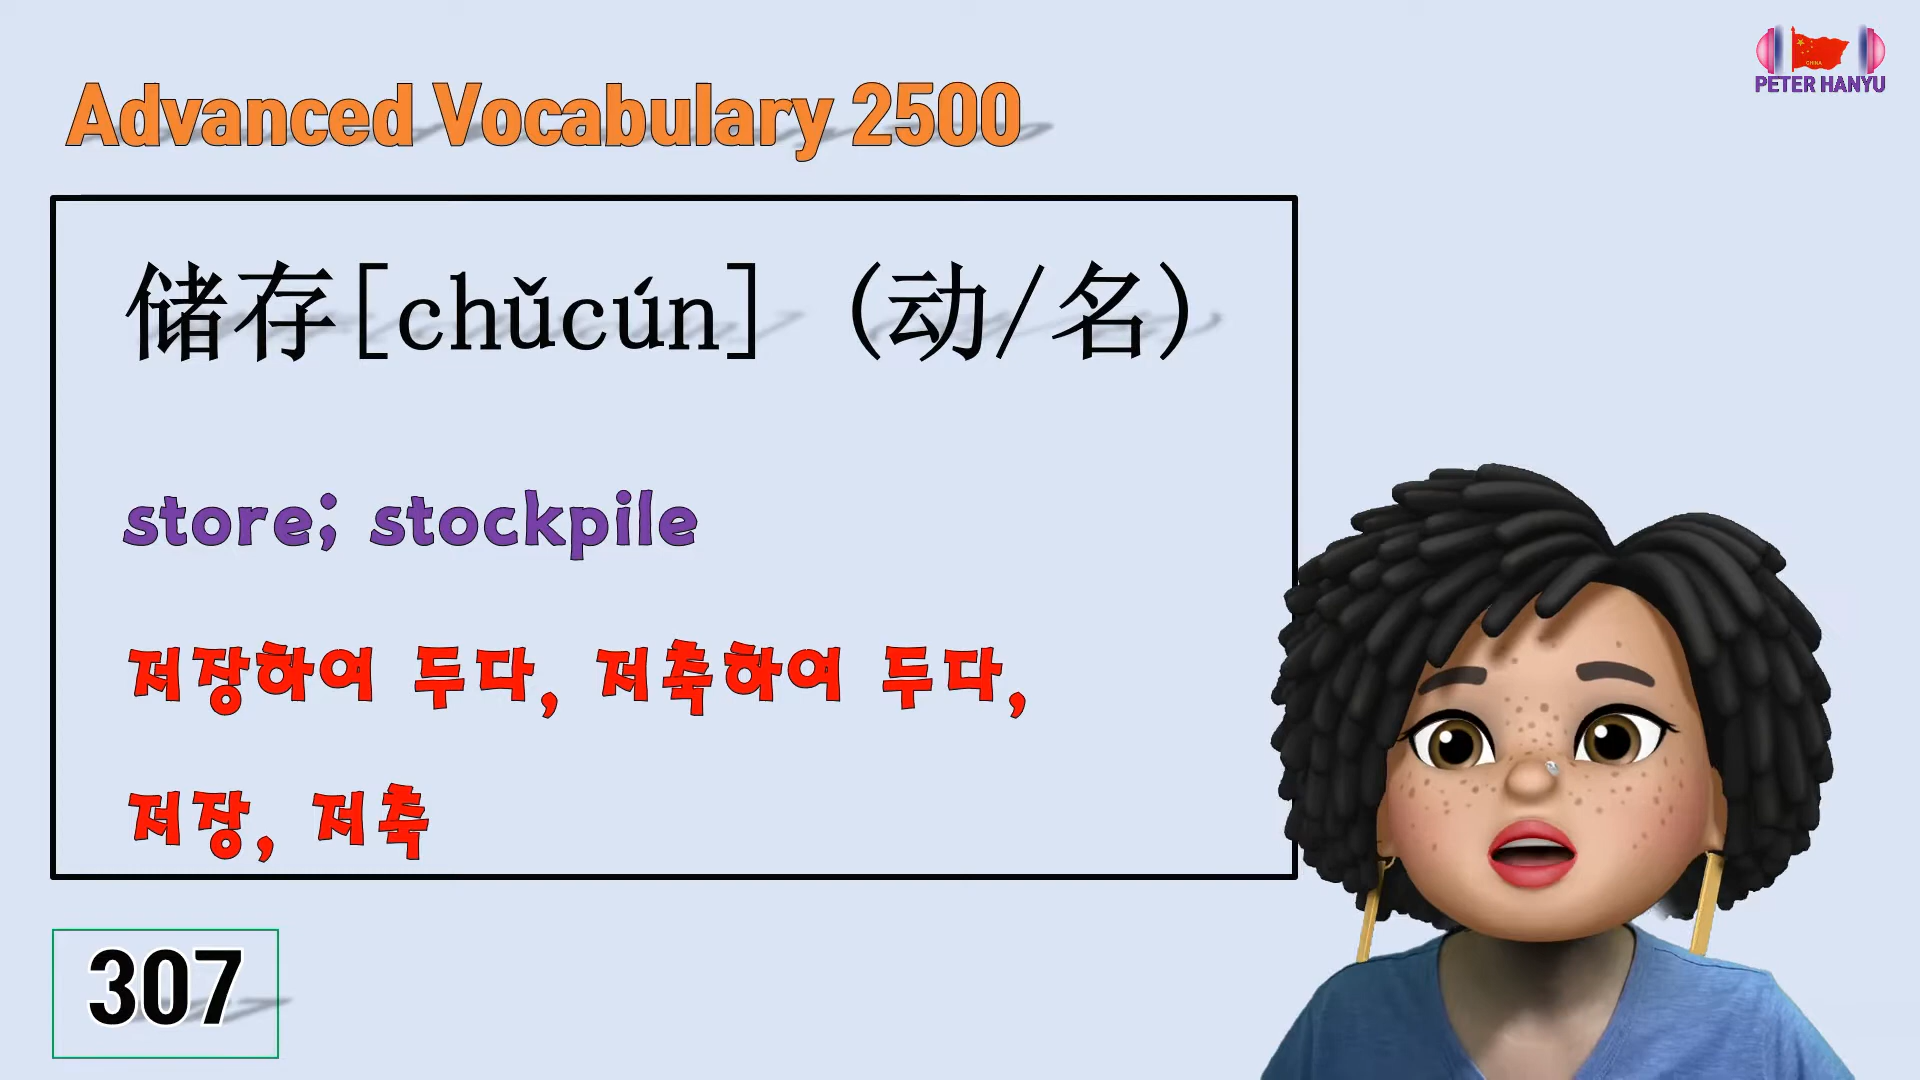 CHINA
PETER HANYU
Advanced Vocabulary 2500
储存[chǔcún] (动/名)
store; stockpile
저장하여 두다, 저축하여 두다,
저장, 저축
307